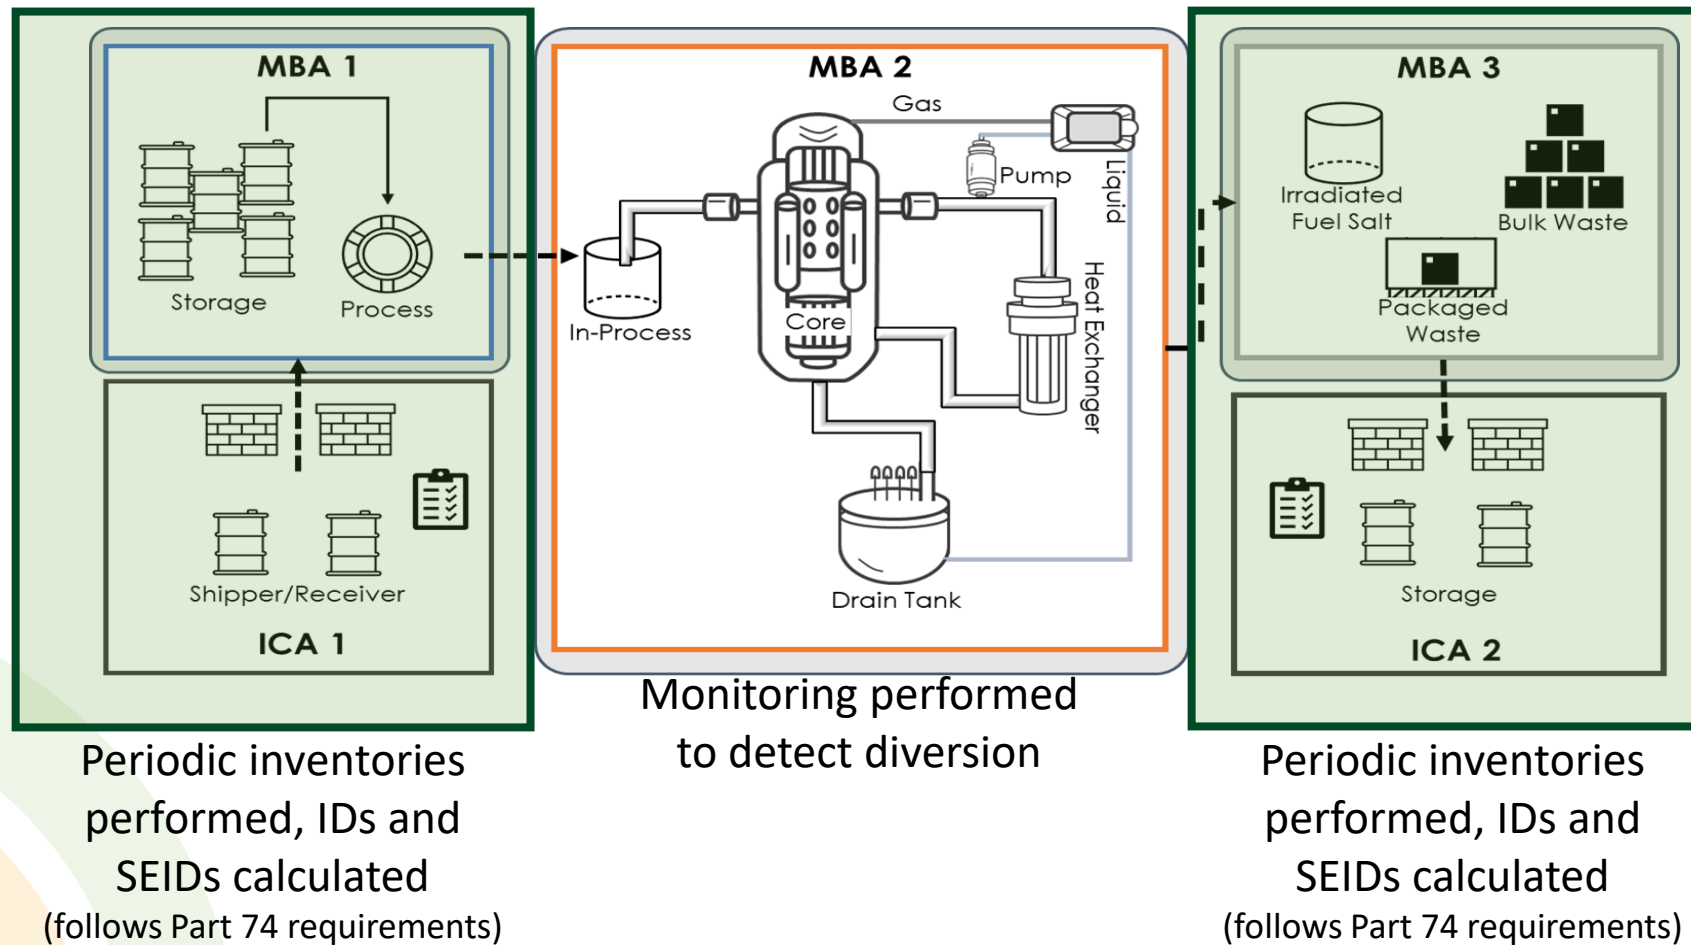 MBA 1
Storage
Process
Shipper/Receiver
ICA 1
Periodic inventories
performed, IDs and
SEIDs calculated
(follows Part 74 requirements)
MBA 2
Gas
Pump
Liquid
In-Process
Core
Heat Exchanger
Drain Tank
Monitoring performed
to detect diversion
MBA 3
Irradiated
Fuel Salt
Bulk Waste
Packaged
Waste
Storage
ICA 2
Periodic inventories
performed, IDs and
SEIDs calculated
(follows Part 74 requirements)